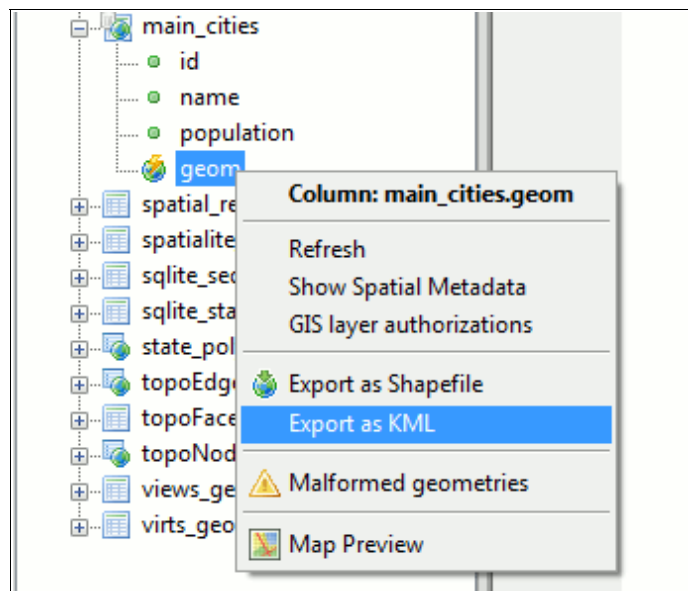 main_cities
id
name
population
geom
Column: main_cities.geom
spatial_re
Refresh
spatialite
Show Spatial Metadata
sqlite_sec
GIS layer authorizations
sqlite_sta
state_pol
Export as Shapefile
topoEdg
Export as KML
topoFace
topoNod
Malformed geometries
views_ge
virts_geo
Map Preview